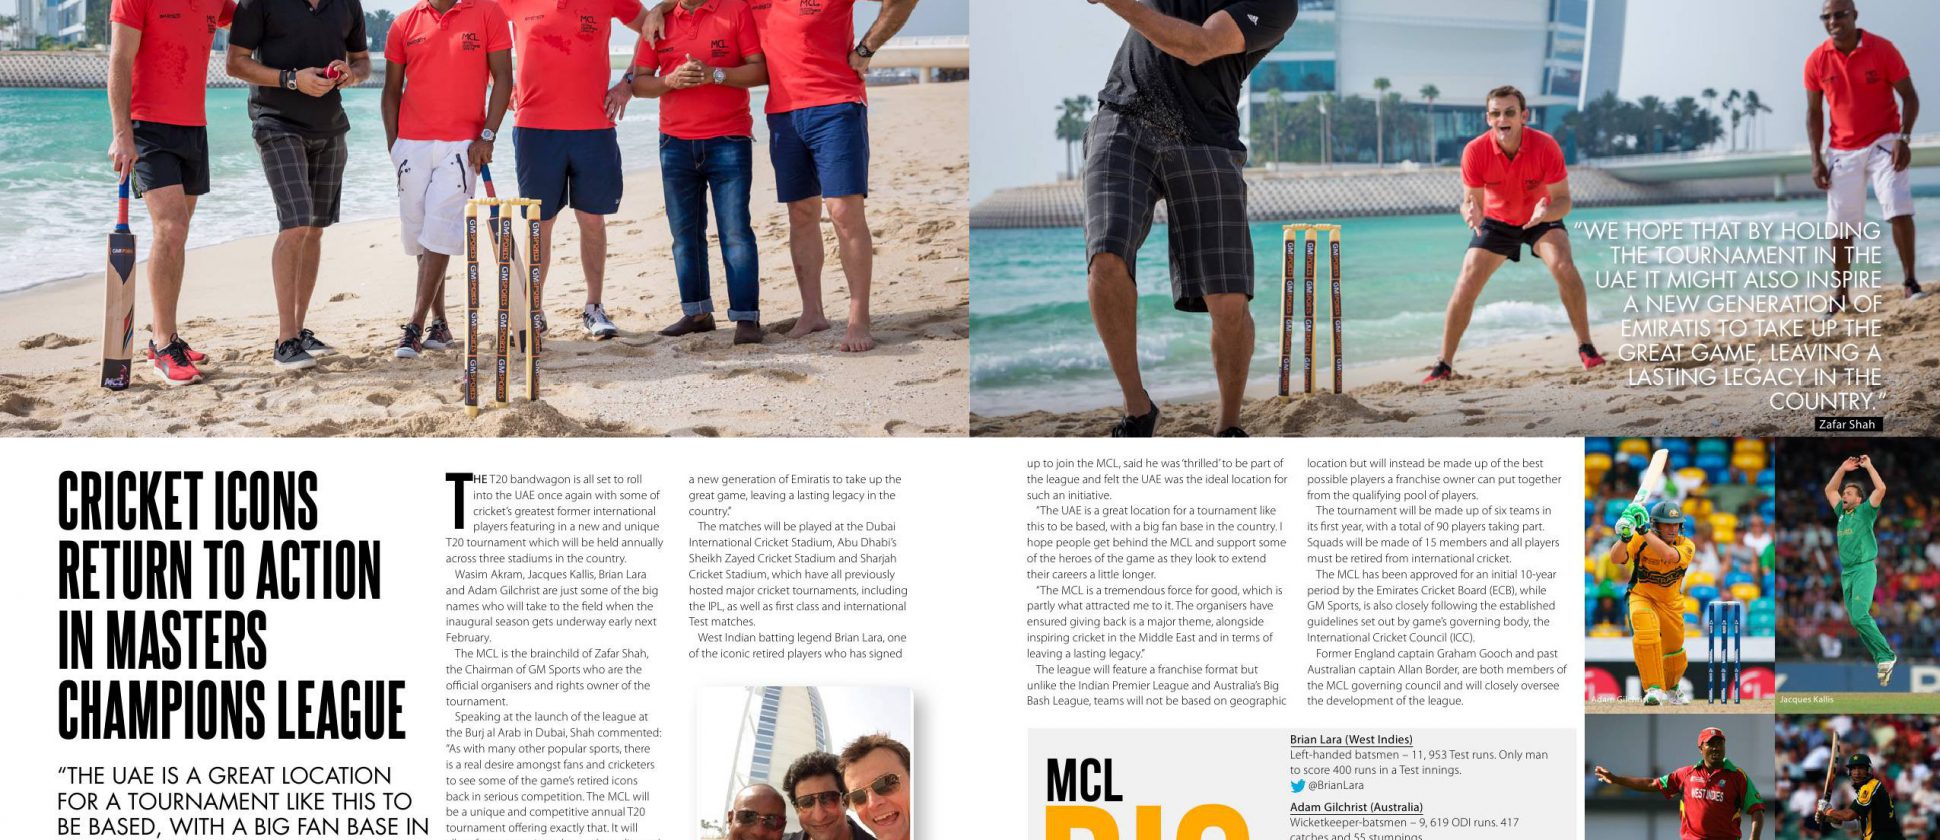 "WE HOPE THAT BY HOLDING
THE TOURNAMENT IN THE
UAE IT MIGHT ALSO INSPIRE
A NEW GENERATION OF
EMIRATIS TO TAKE UP THE
GREAT GAME, LEAVING A
LASTING LEGACY IN THE
COUNTRY."
Zafar Shah
CRICKET ICONS
RETURN TO ACTION
IN MASTERS
CHAMPIONS LEAGUE
"THE UAE IS A GREAT LOCATION
FOR A TOURNAMENT LIKE THIS TO
BE BASED, WITH A BIG FAN BASE IN
THE T20 bandwagon is all set to roll
into the UAE once again with some of
cricket's greatest former international
players featuring in a new and unique
T20 tournament which will be held annually
across three stadiums in the country.
Wasim Akram, Jacques Kallis, Brian Lara
and Adam Gilchrist are just some of the big
names who will take to the field when the
inaugural season gets underway early next
February.
The MCL is the brainchild of Zafar Shah,
the Chairman of GM Sports who are the
official organisers and rights owner of the
tournament.
Speaking at the launch of the league at
the Burj al Arab in Dubai, Shah commented:
"As with many other popular sports, there
is a real desire amongst fans and cricketers
to see some of the game's retired icons
back in serious competition. The MCL will
be a unique and competitive annual T20
tournament offering exactly that. It will
a new generation of Emiratis to take up the
great game, leaving a lasting legacy in the
country."
The matches will be played at the Dubai
International Cricket Stadium, Abu Dhabi's
Sheikh Zayed Cricket Stadium and Sharjah
Cricket Stadium, which have all previously
hosted major cricket tournaments, including
the IPL, as well as first class and international
Test matches.
West Indian batting legend Brian Lara, one
of the iconic retired players who has signed
up to join the MCL, said he was 'thrilled' to be part of
the league and felt the UAE was the ideal location for
such an initiative.
"The UAE is a great location for a tournament like
this to be based, with a big fan base in the country. I
hope people get behind the MCL and support some
of the heroes of the game as they look to extend
their careers a little longer.
"The MCL is a tremendous force for good, which is
partly what attracted me to it. The organisers have
ensured giving back is a major theme, alongside
inspiring cricket in the Middle East and in terms of
leaving a lasting legacy."
The league will feature a franchise format but
unlike the Indian Premier League and Australia's Big
Bash League, teams will not be based on geographic
location but will instead be made up of the best
possible players a franchise owner can put together
from the qualifying pool of players.
The tournament will be made up of six teams in
its first year, with a total of 90 players taking part.
Squads will be made of 15 members and all players
must be retired from international cricket.
The MCL has been approved for an initial 10-year
period by the Emirates Cricket Board (ECB), while
GM Sports, is also closely following the established
guidelines set out by game's governing body, the
International Cricket Council (ICC).
Former England captain Graham Gooch and past
Australian captain Allan Border, are both members of
the MCL governing council and will closely oversee
the development of the league.
MCL
BIG
Brian Lara (West Indies)
Left-handed batsmen – 11, 953 Test runs. Only man
to score 400 runs in a Test innings.
@BrianLara
Adam Gilchrist (Australia)
Wicketkeeper-batsmen – 9, 619 ODI runs. 417
catches and 55 stumpings.
Adam Gilchrist
Jacques Kallis
WEST INDIES